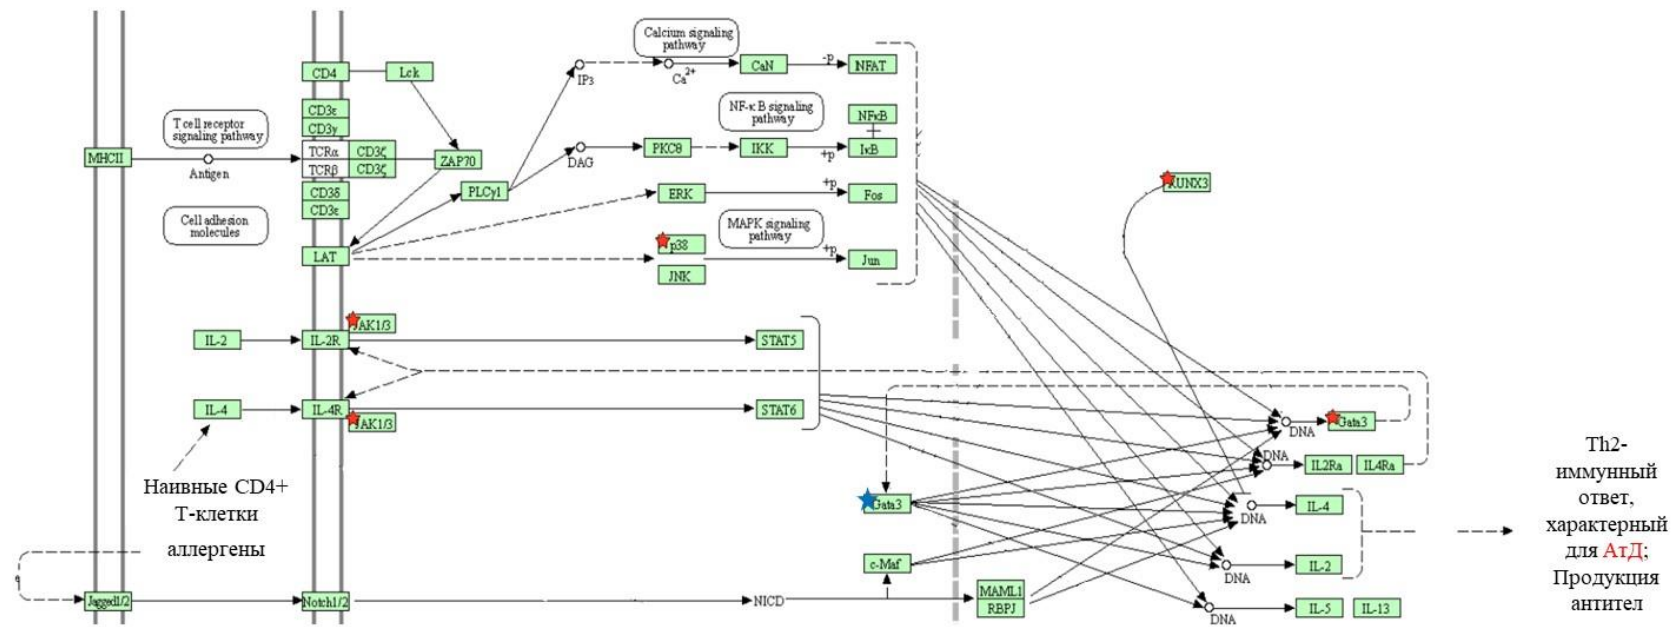 Calcium signaling
pathway
CD4
Lck
IP3
Ca2+
CaN
-p
NFAT
CD3ε
CD3γ
T cell receptor
signaling pathway
NF-κB signaling
pathway
NFκB
MHCII
Antigen
TCRα
CD3ζ
TCRβ
CD3ζ
ZAP70
DAG
PKCθ
IKK
+p
IκB
CD3δ
CD3ε
PLCγ1
ERK
+p
Fos
RUNX3
Cell adhesion
molecules
MAPK signaling
pathway
LAT
p38
JNK
+p
Jun
JAK1/3
IL-2
IL-2R
STAT5
IL-4
IL-4R
STAT6
JAK1/3
DNA
Gata3
DNA
IL2Ra
IL4Ra
Наивные CD4+
Т-клетки
аллергены
Gata3
DNA
IL-4
c-Maf
DNA
IL-2
Jagged1/2
Notch1/2
NICD
MAML1
RBPJ
DNA
IL-5
IL-13
Th2-
иммунный
ответ,
характерный
для АтД;
Продукция
антител